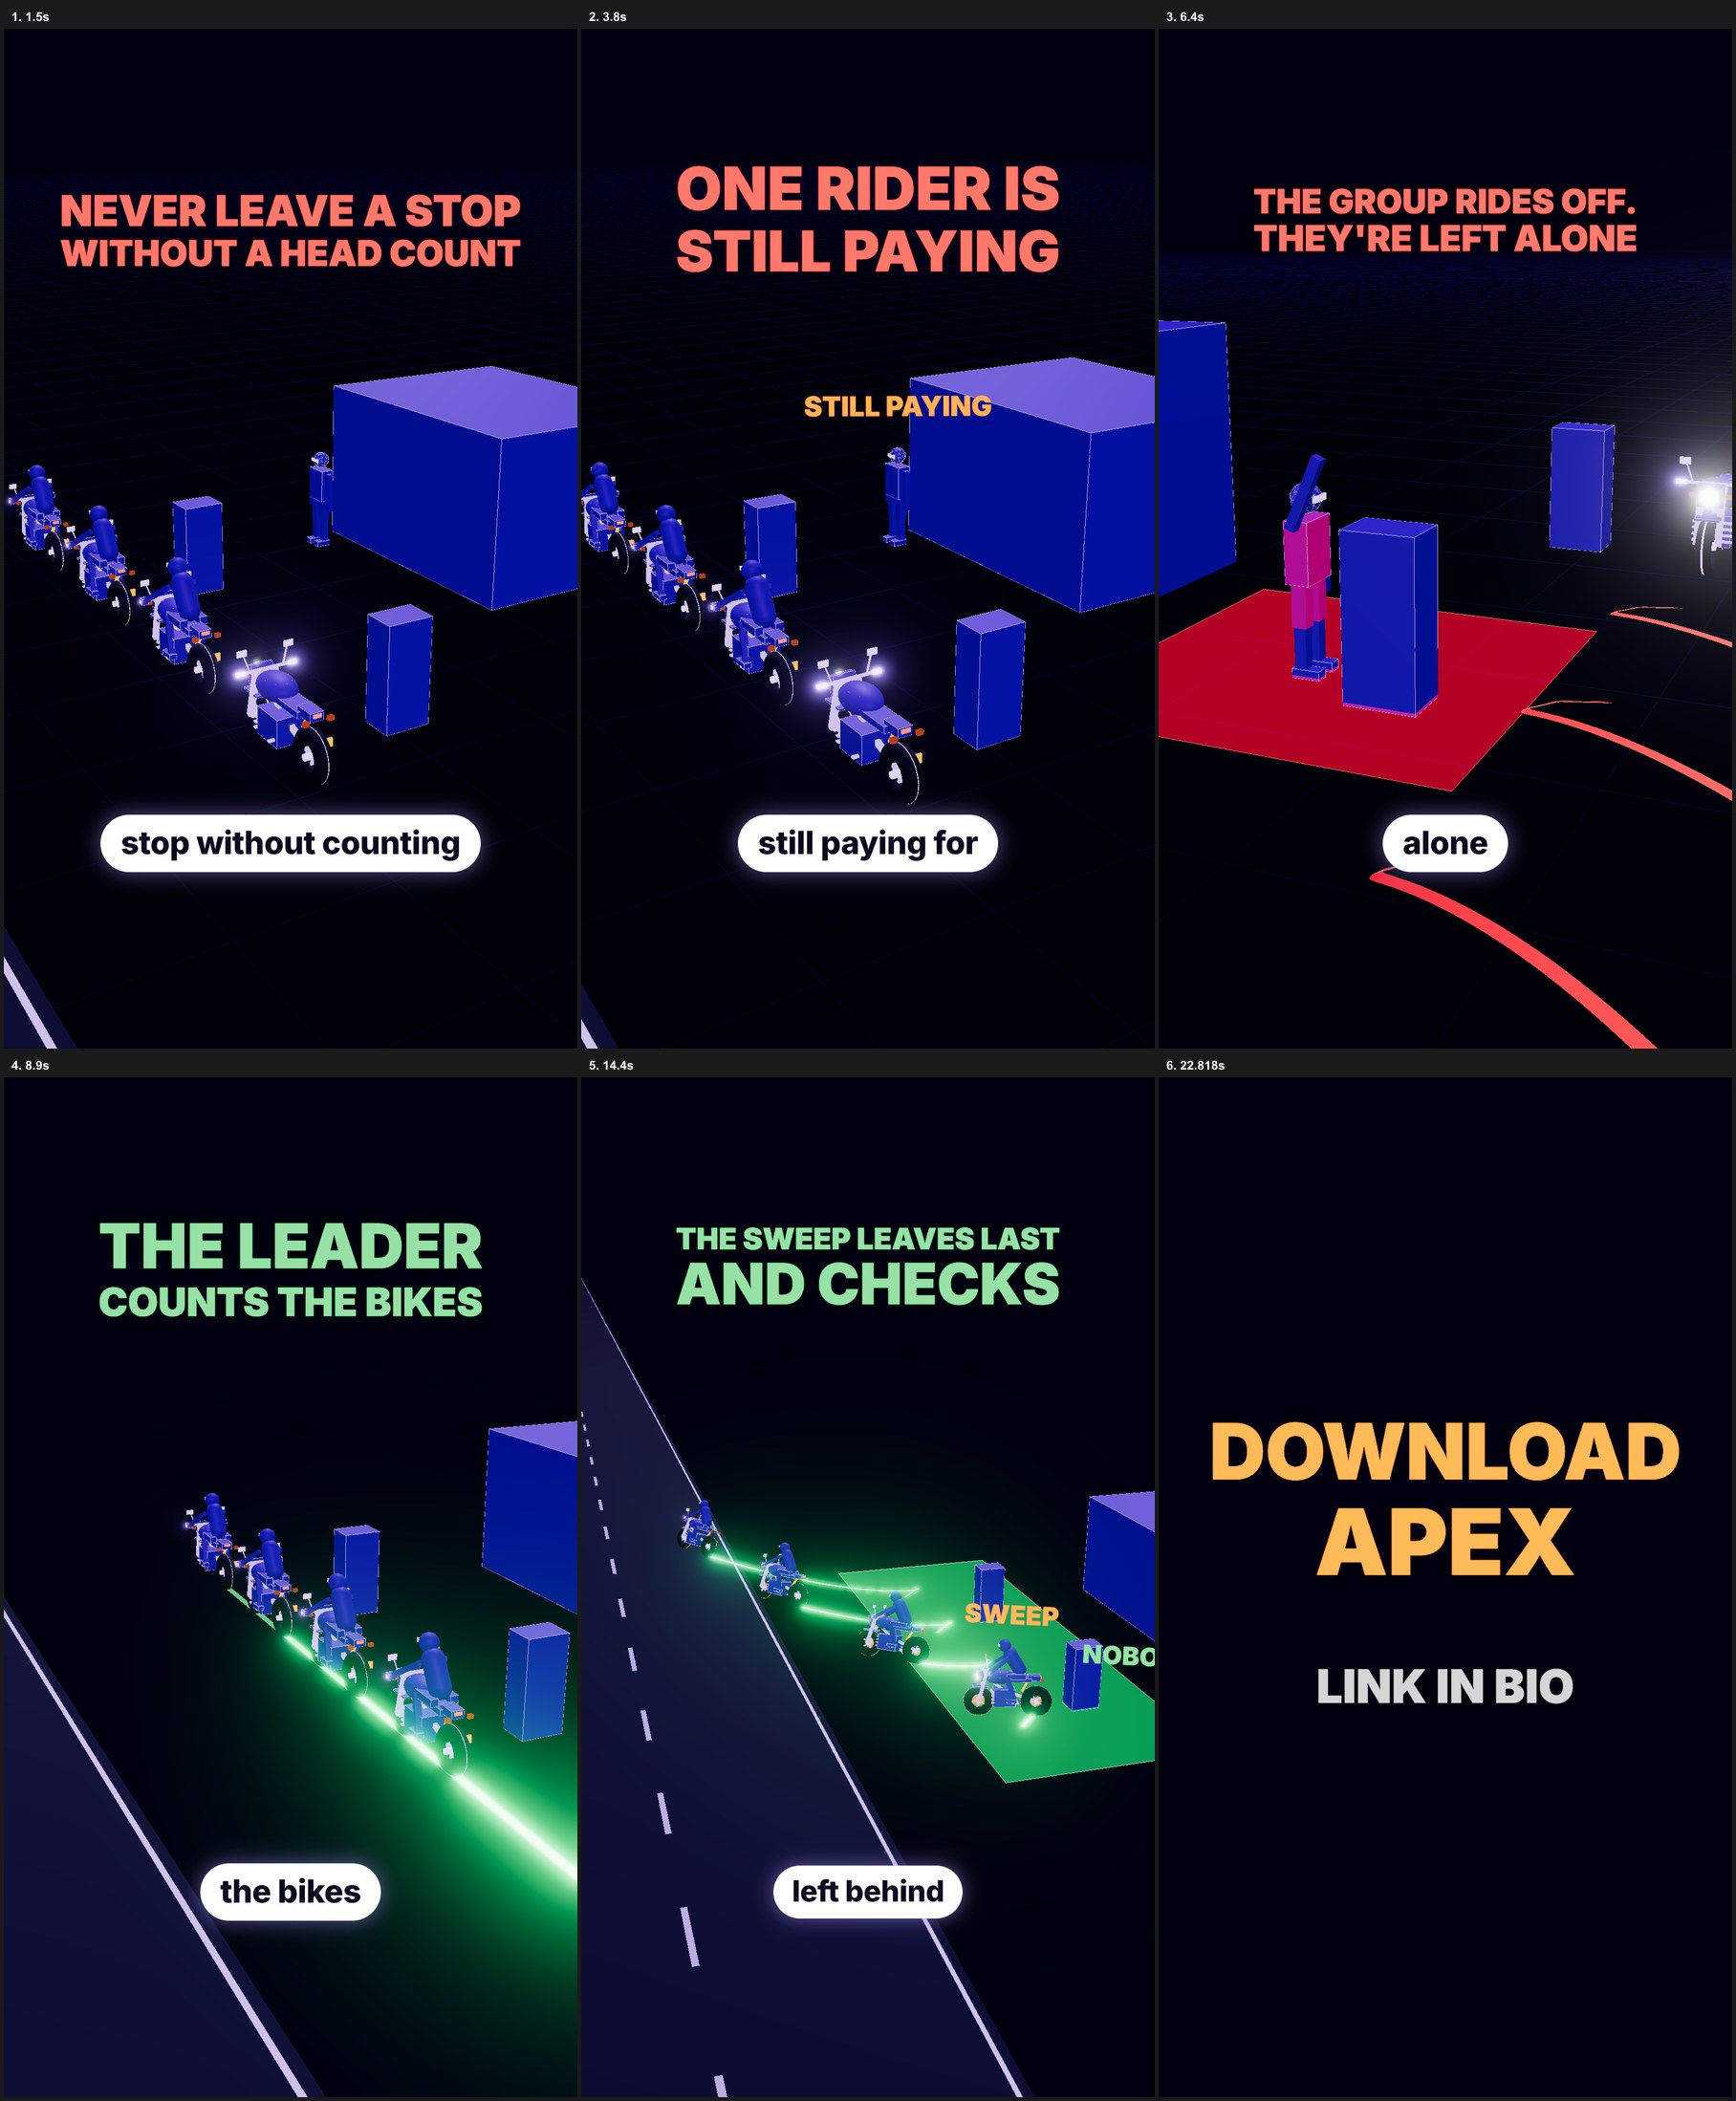 1. 1.5s
NEVER LEAVE A STOP
WITHOUT A HEAD COUNT
stop without counting
2. 3.8s
ONE RIDER IS
STILL PAYING
STILL PAYING
still paying for
3. 6.4s
THE GROUP RIDES OFF.
THEY'RE LEFT ALONE
alone
4. 8.9s
THE LEADER
COUNTS THE BIKES
the bikes
5. 14.4s
THE SWEEP LEAVES LAST
AND CHECKS
SWEEP
NOBO
left behind
6. 22.818s
DOWNLOAD
APEX
LINK IN BIO